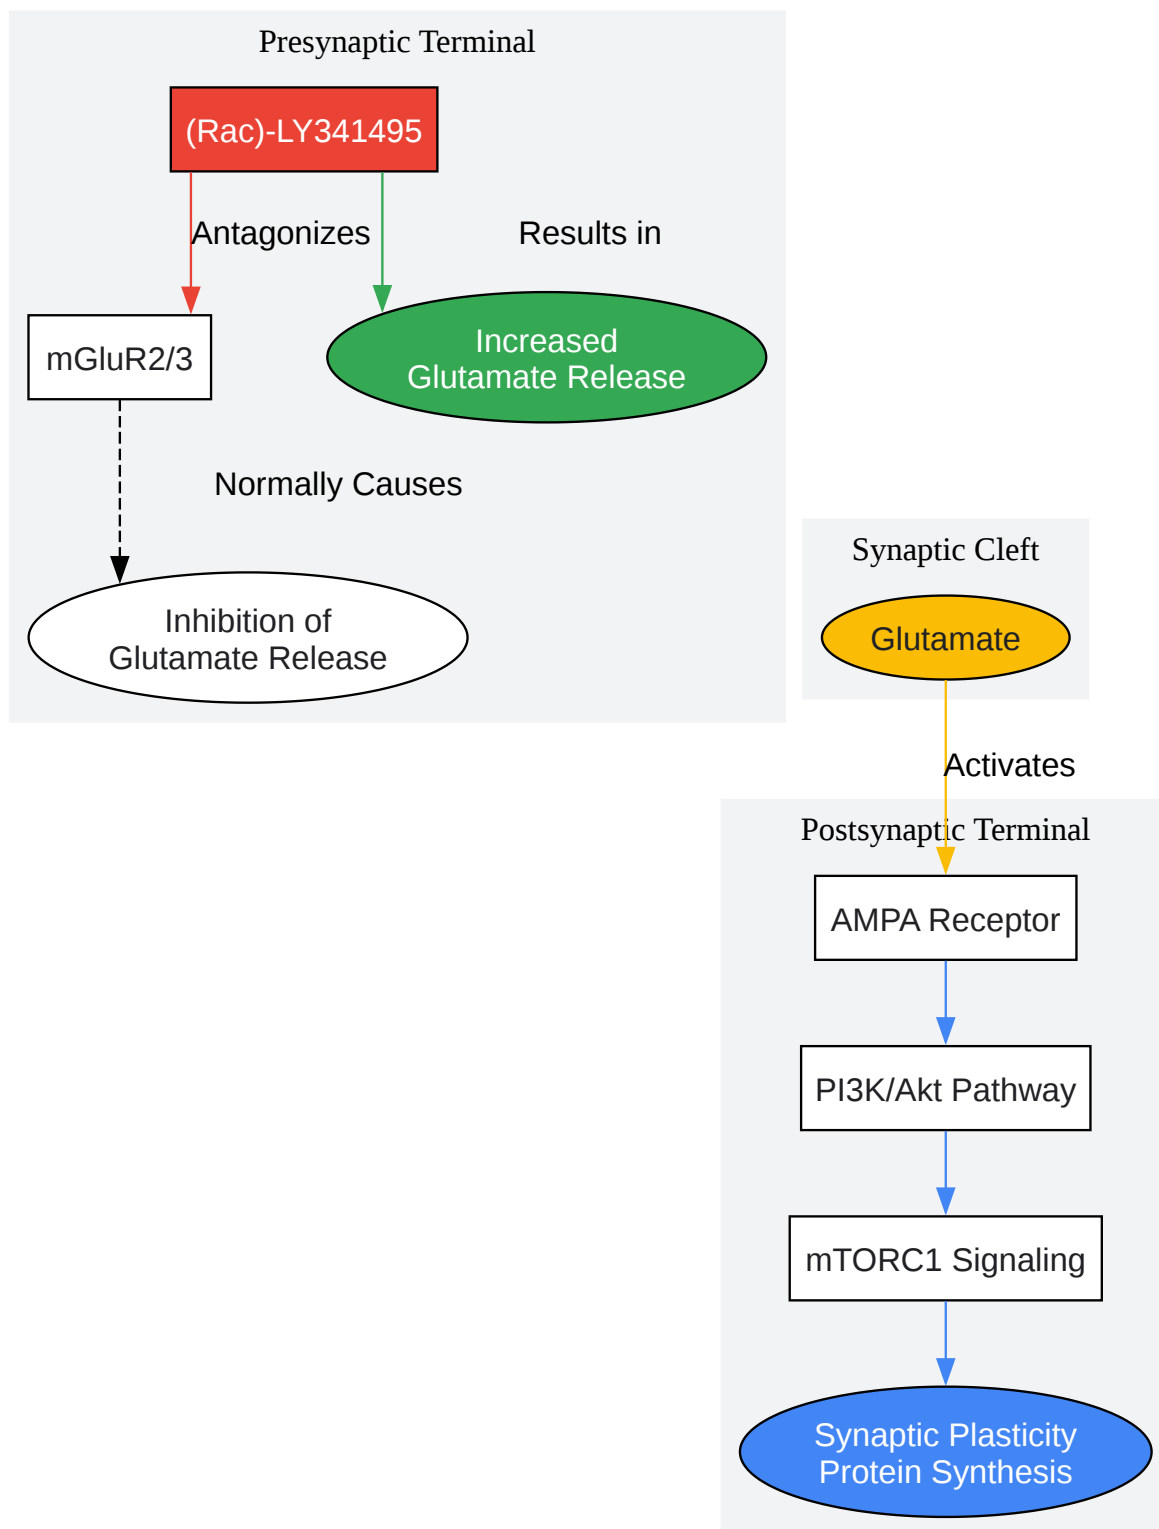 Presynaptic Terminal
(Rac)-LY341495
Antagonizes
Results in
mGluR2/3
Increased
Glutamate Release
Normally Causes
Inhibition of
Glutamate Release
Synaptic Cleft
Glutamate
Activates
Postsynaptic Terminal
AMPA Receptor
PI3K/Akt Pathway
mTORC1 Signaling
Synaptic Plasticity
Protein Synthesis